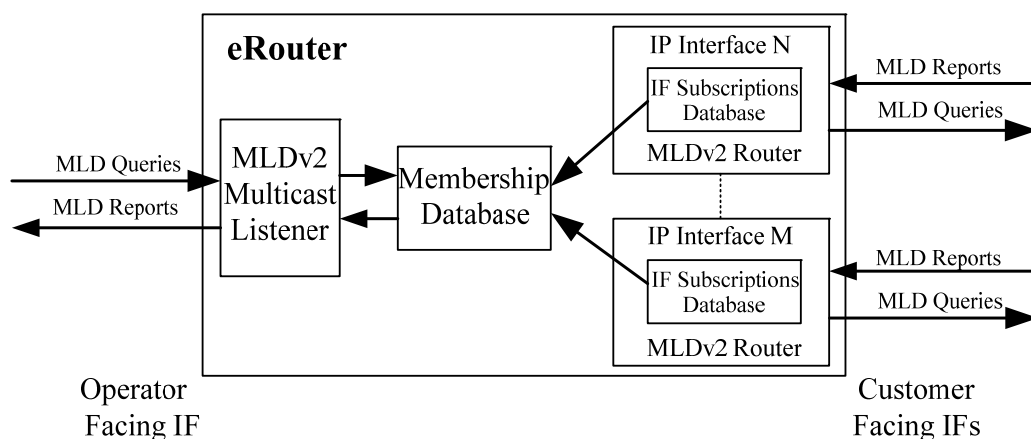 eRouter
IP Interface N
IF Subscriptions
Database
MLDv2 Router
MLD Reports
MLD Queries
MLD Queries
MLD Reports
MLDv2
Multicast
Listener
Membership
Database
IP Interface M
IF Subscriptions
Database
MLDv2 Router
MLD Reports
MLD Queries
Operator
Facing IF
Customer
Facing IFs